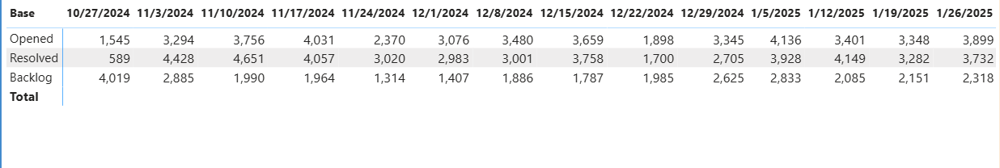 Base 10/27/2024 11/3/2024 11/10/2024 11/17/2024 11/24/2024 12/1/2024 12/8/2024 12/15/2024 12/22/2024 12/29/2024 1/5/2025 1/12/2025 1/19/2025 1/26/2025
Opened 1,545 3,294 3,756 4,031 2,370 3,076 3,480 3,659 1,898 3,345 4,136 3,401 3,348 3,899
Resolved 589 4,428 4,651 4,057 3,020 2,983 3,001 3,758 1,700 2,705 3,928 4,149 3,282 3,732
Backlog 4,019 2,885 1,990 1,964 1,314 1,407 1,886 1,787 1,985 2,625 2,833 2,085 2,151 2,318
Total